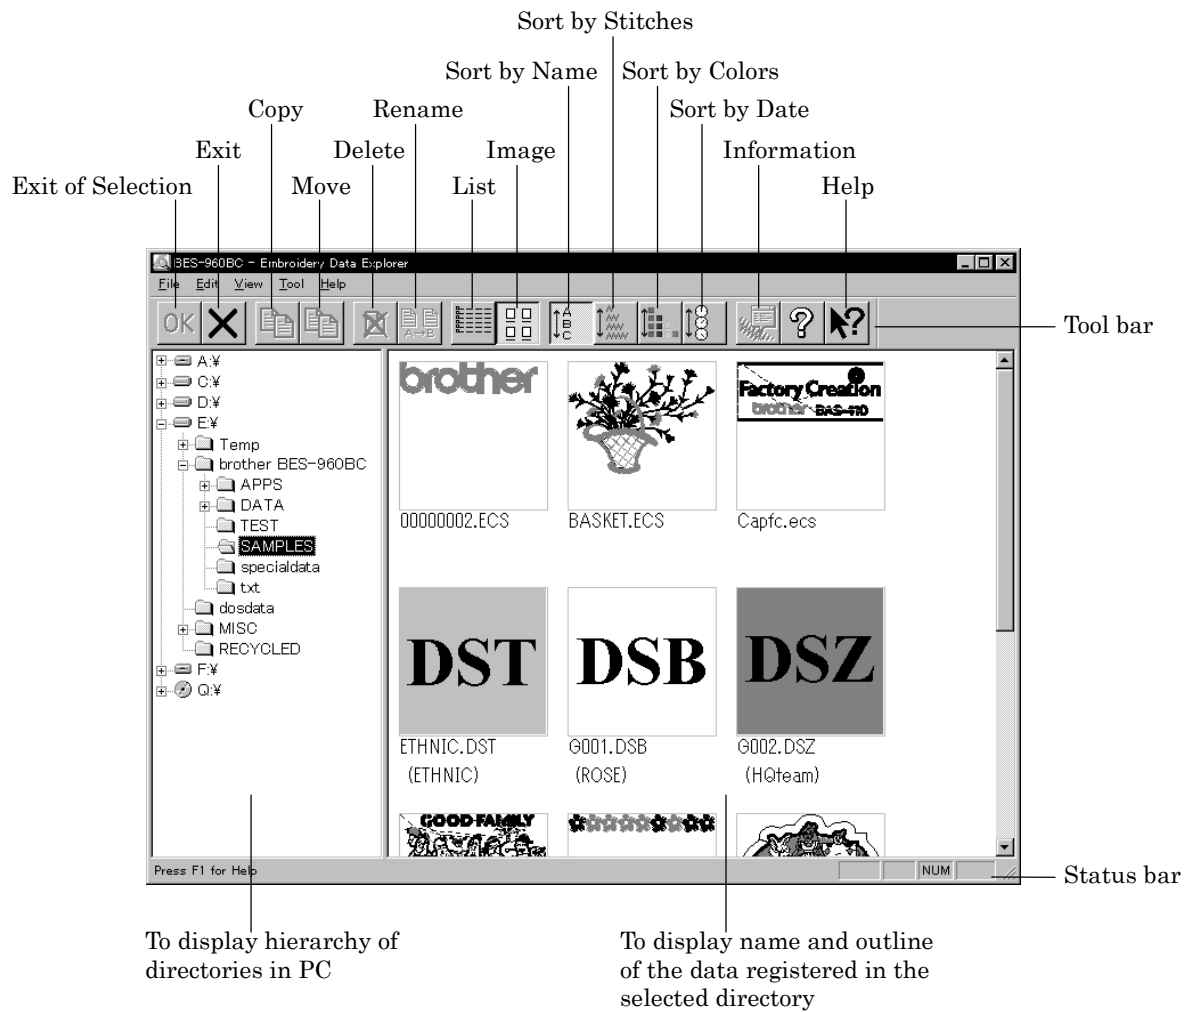 Sort by Stitches
Sort by Name
Sort by Colors
Copy
Rename
Sort by Date
Exit
Delete
Image
Information
Exit of Selection
Move
List
Help
BES-960BC - Embroidery Data Explorer
File Edit View Tool Help
OK
A→B
A
B
C
?
?
Tool bar
A:¥
C:¥
D:¥
E:¥
Temp
brother BES-960BC
APPS
DATA
TEST
SAMPLES
specialdata
txt
dosdata
MISC
RECYCLED
F:¥
Q:¥
brother
Factory Creation
brother BAS-410
00000002.ECS
BASKET.ECS
Capfc.ecs
DST
DSB
DSZ
ETHNIC.DST
G001.DSB
G002.DSZ
(ETHNIC)
(ROSE)
(HQteam)
GOOD FAMILY
Press F1 for Help
NUM
Status bar
To display hierarchy of
directories in PC
To display name and outline
of the data registered in the
selected directory